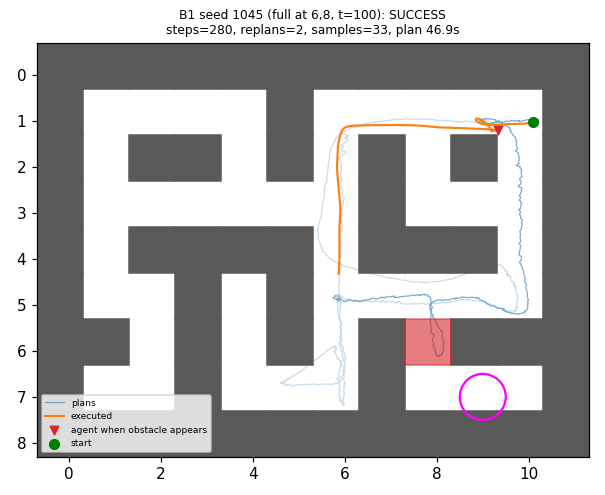 B1 seed 1045 (full at 6,8, t=100): SUCCESS
steps=280, replans=2, samples=33, plan 46.9s
0
1
2
3
4
5
6
7
8
plans
executed
agent when obstacle appears
start
0 2 4 6 8 10